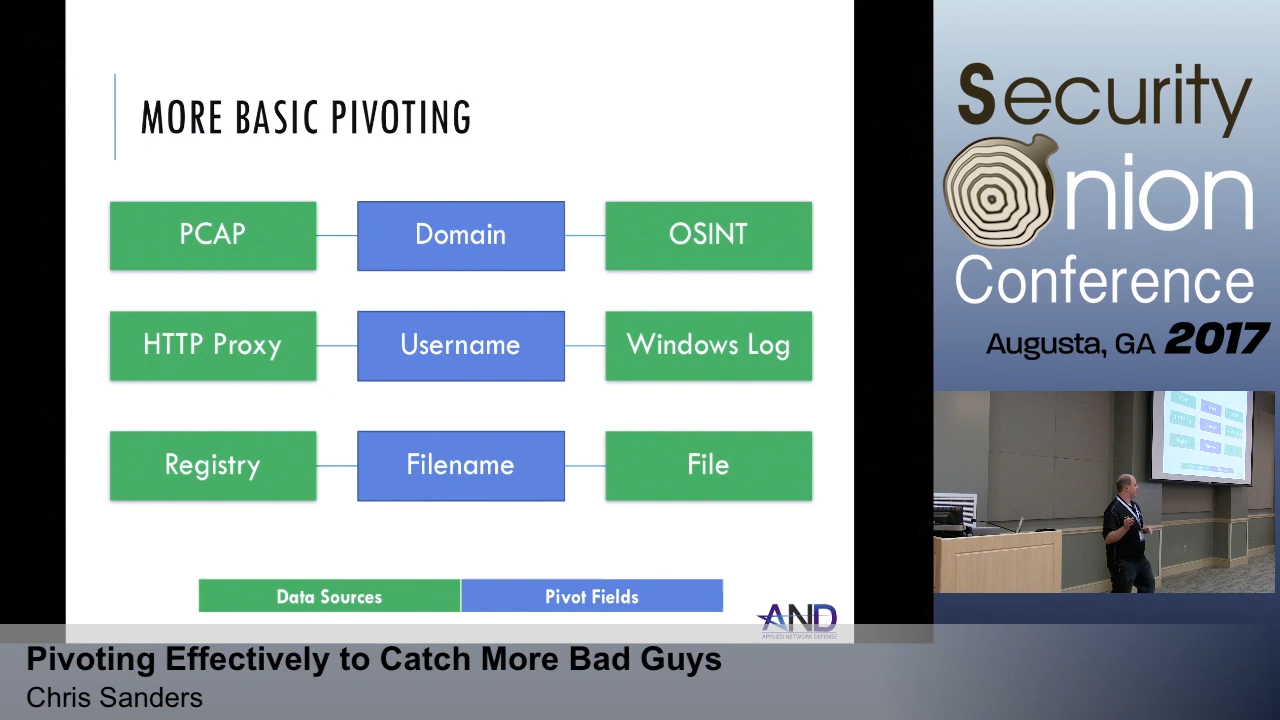 MORE BASIC PIVOTING
PCAP
Domain
OSINT
HTTP Proxy
Username
Windows Log
Registry
Filename
File
Data Sources
Pivot Fields
AND
APPLIED NETWORK DEFENSE
Security
Onion
Conference
Augusta, GA 2017
Pivoting Effectively to Catch More Bad Guys
Chris Sanders